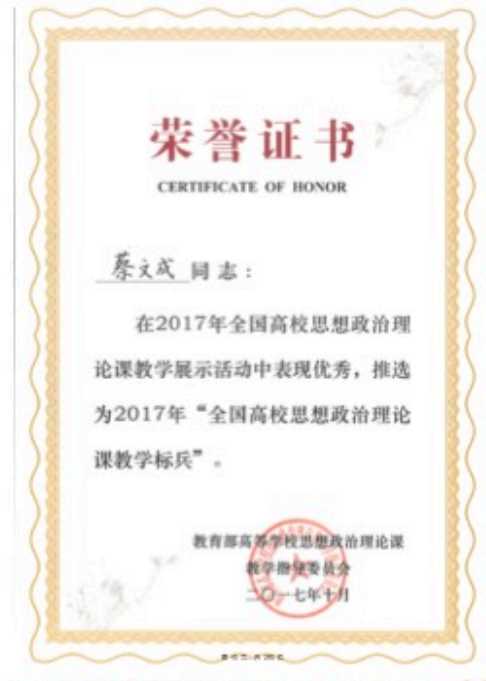 荣誉证书
CERTIFICATE OF HONOR
蔡文成 同志：
在2017年全国高校思想政治理
论课教学展示活动中表现优秀，推选
为2017年“全国高校思想政治理论
课教学标兵”。
教育部高等学校思想政治理论课
教学指导委员会
二〇一七年十月